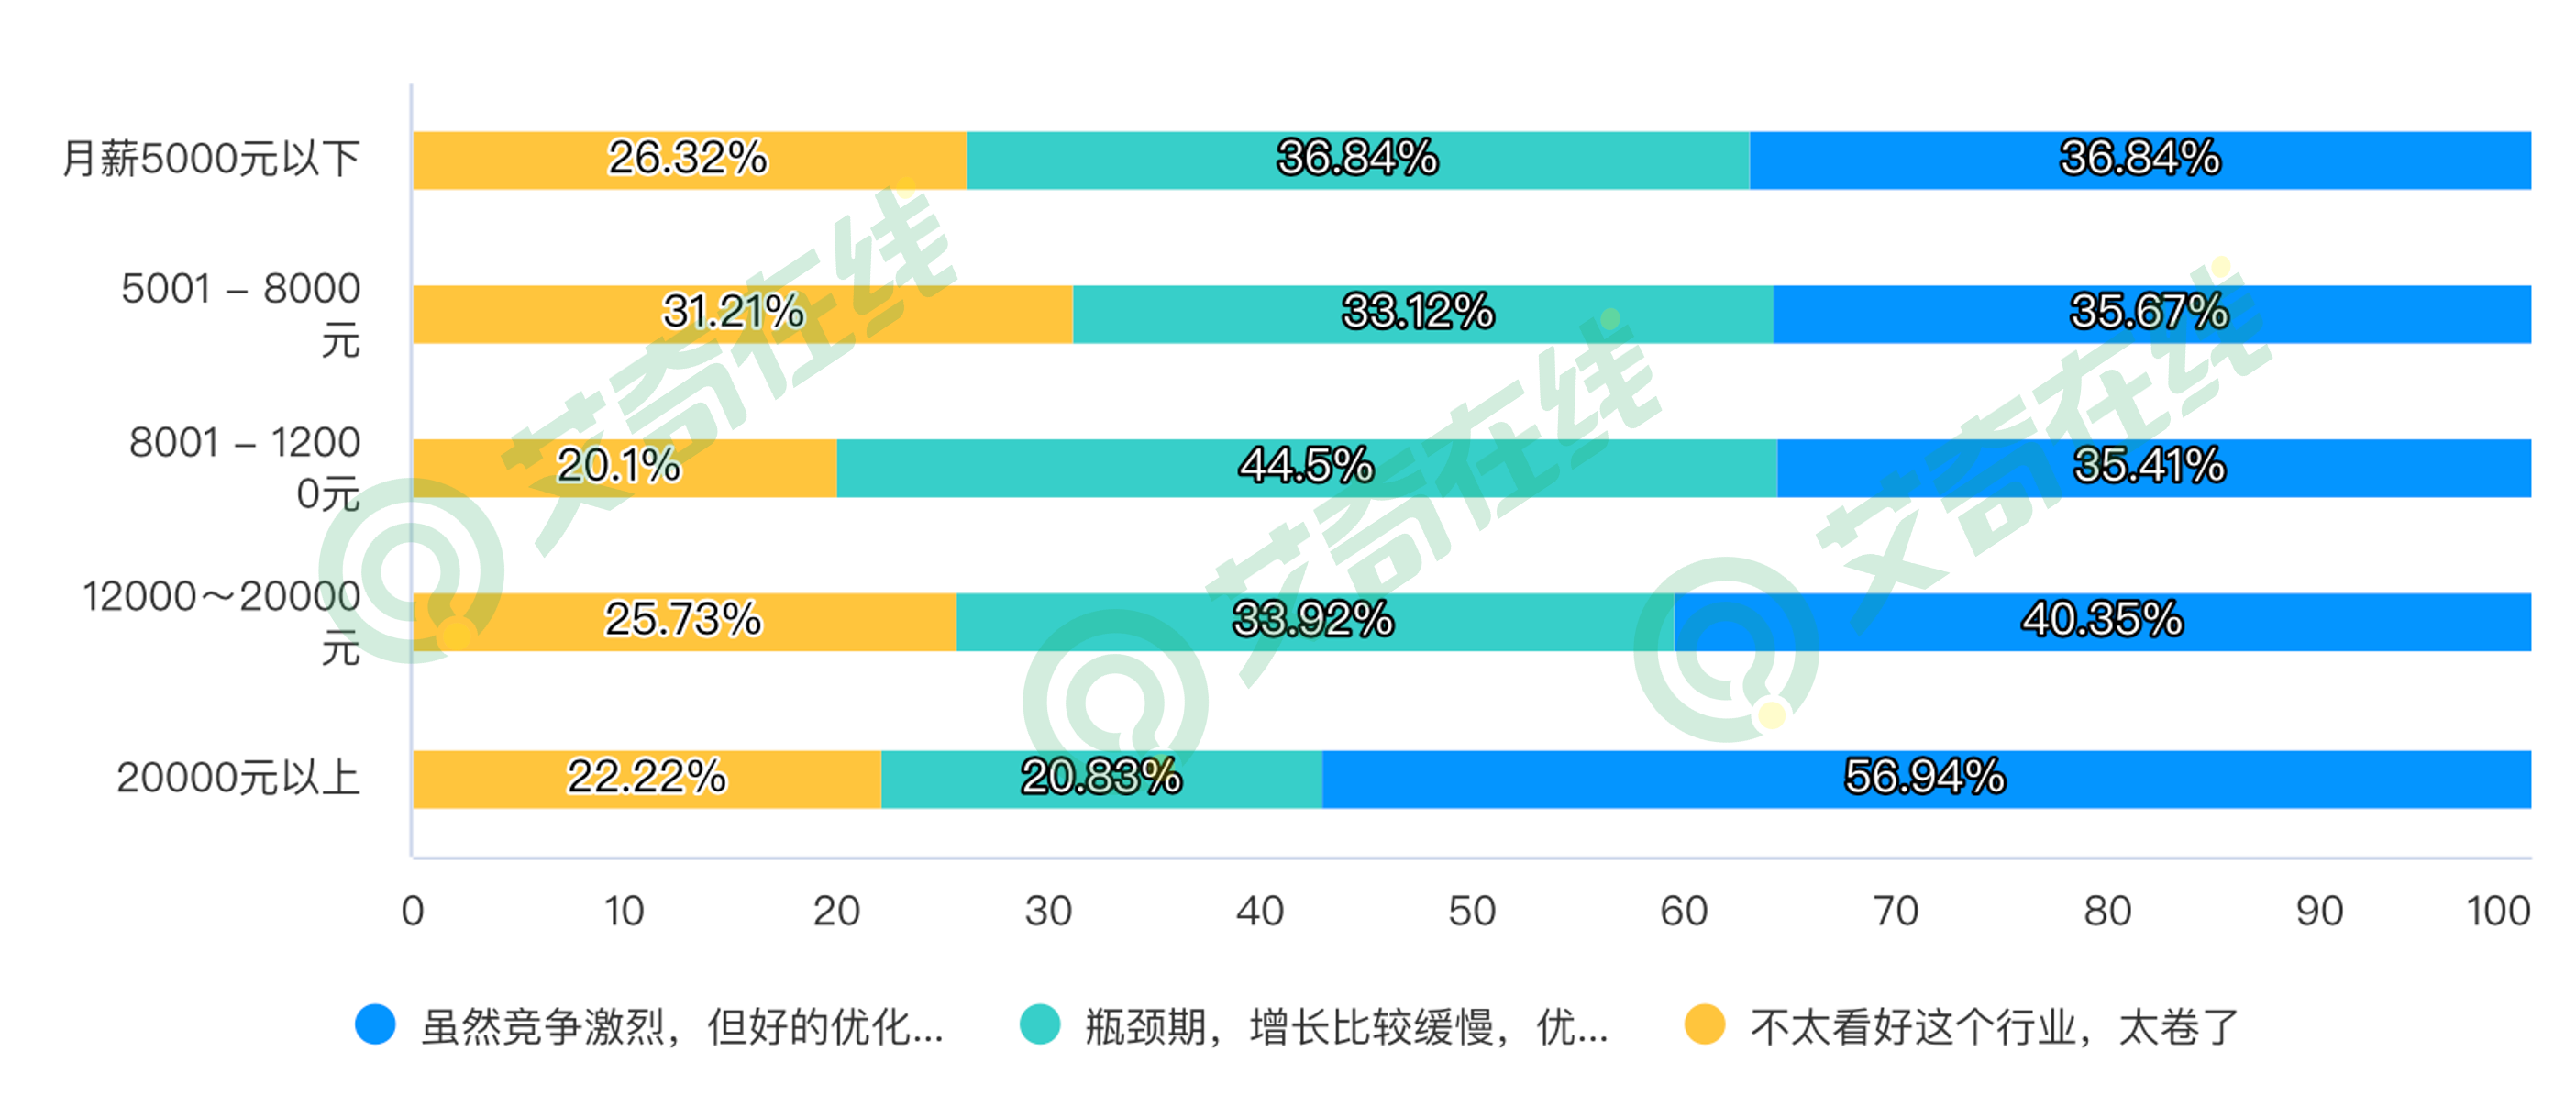 月薪5000元以下
26.32% 36.84% 36.84%
5001 – 8000
元
31.21% 33.12% 35.67%
8001 – 1200
0元
20.1% 44.5% 35.41%
12000～20000
元
25.73% 33.92% 40.35%
20000元以上
22.22% 20.83% 56.94%
0 10 20 30 40 50 60 70 80 90 100
虽然竞争激烈，但好的优化... 瓶颈期，增长比较缓慢，优... 不太看好这个行业，太卷了
艾奇在线
艾奇在线
艾奇在线